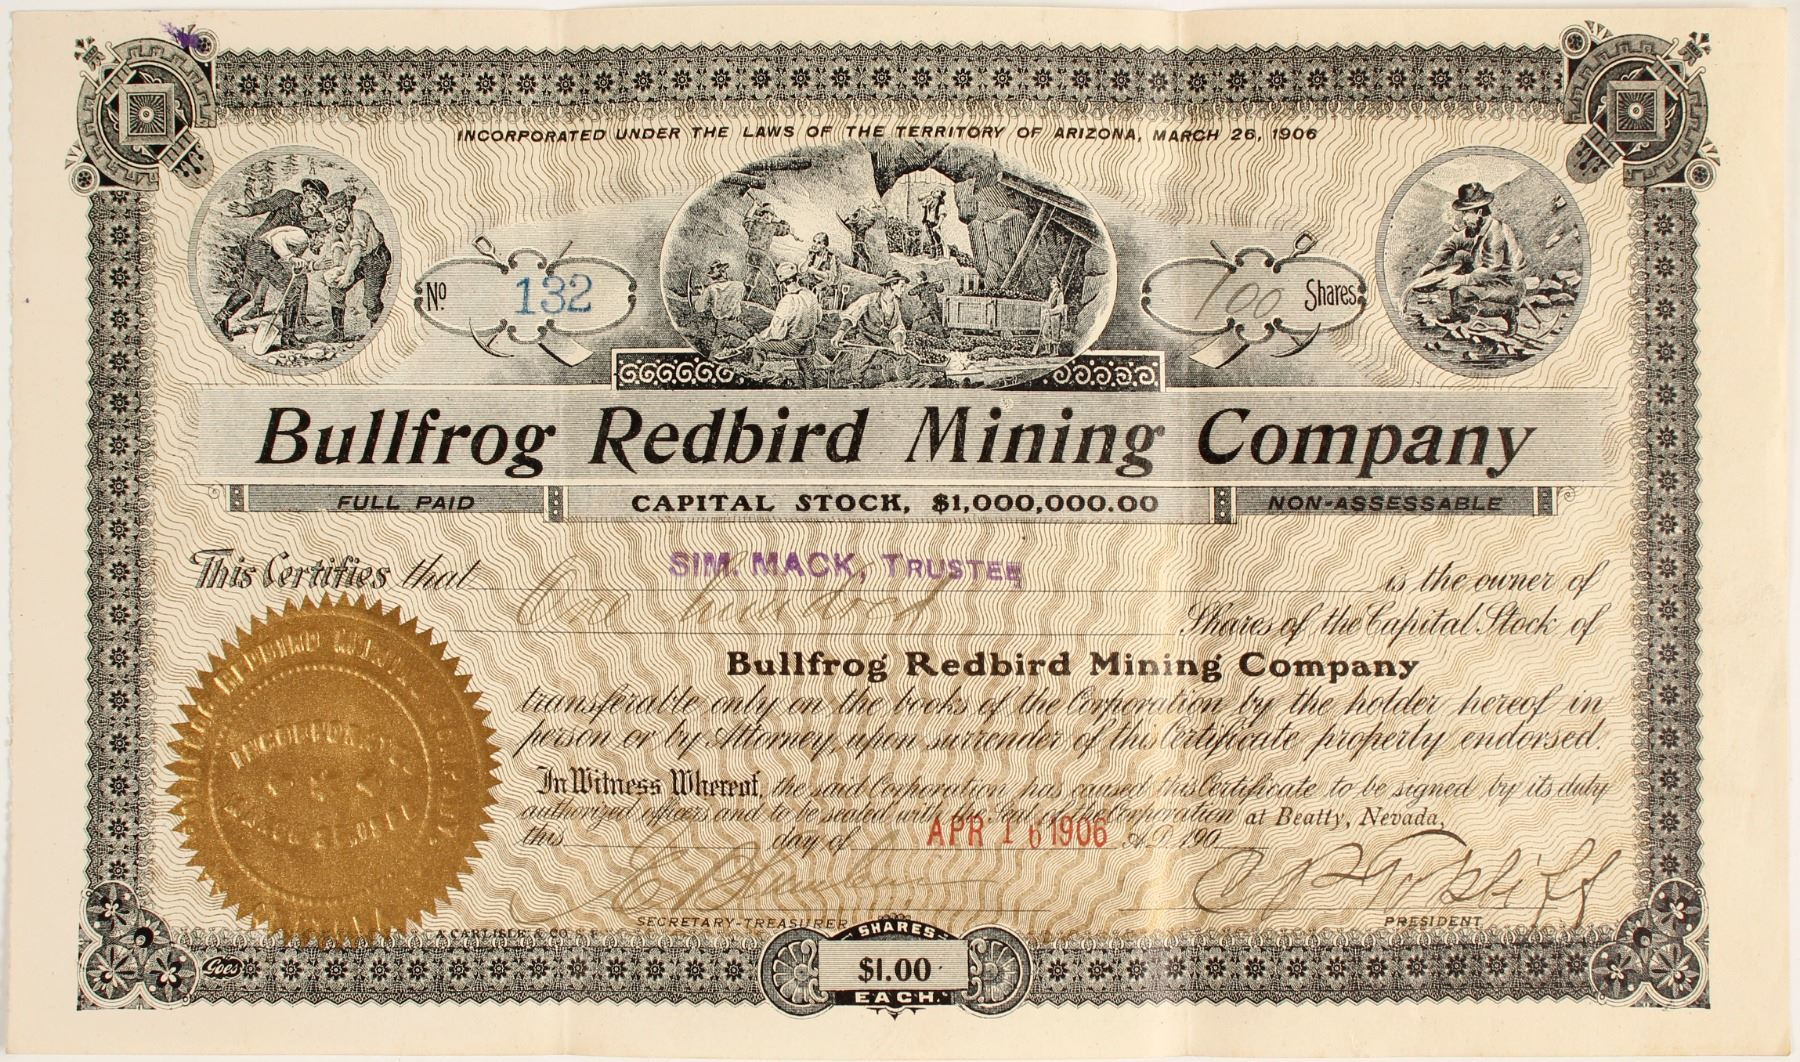 INCORPORATED UNDER THE LAWS OF THE TERRITORY OF ARIZONA, MARCH 26, 1906
No. 132
100 Shares
Bullfrog Redbird Mining Company
FULL PAID CAPITAL STOCK, $1,000,000.00 NON-ASSESSABLE
This Certifies that SIM. MACK, TRUSTEE is the owner of
One hundred Shares of the Capital Stock of
Bullfrog Redbird Mining Company
transferable only on the books of the Corporation by the holder hereof in
person or by Attorney, upon surrender of this Certificate properly endorsed.
In Witness Whereof, the said Corporation has caused this Certificate to be signed by its duly
authorized officers and to be sealed with the Seal of the Corporation at Beatty, Nevada,
this day of APR 16 1906 A.D. 190
SECRETARY-TREASURER PRESIDENT
A CARLISLE & CO S.F.
Goes
SHARES
$1.00
EACH.